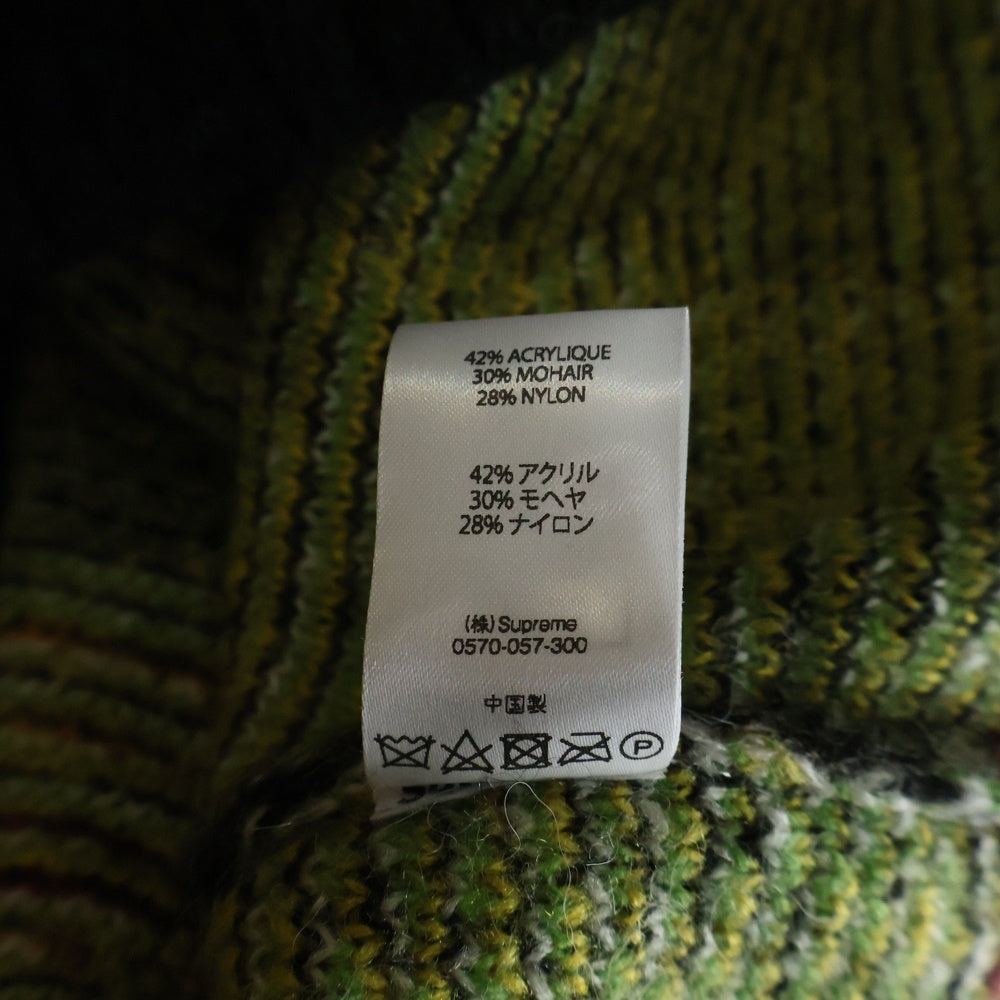 42% ACRYLIQUE
30% MOHAIR
28% NYLON
42% アクリル
30% モヘヤ
28% ナイロン
(株) Supreme
0570-057-300
中国製
P